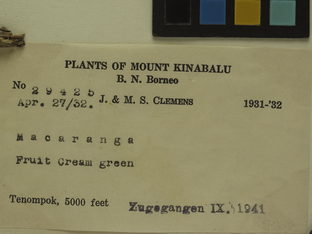 PLANTS OF MOUNT KINABALU
B. N. Borneo
No 29425
Apr. 27/32. J. & M. S. CLEMENS 1931-'32
Macaranga
Fruit Cream green
Tenompok, 5000 feet Zugegangen IX. 1941